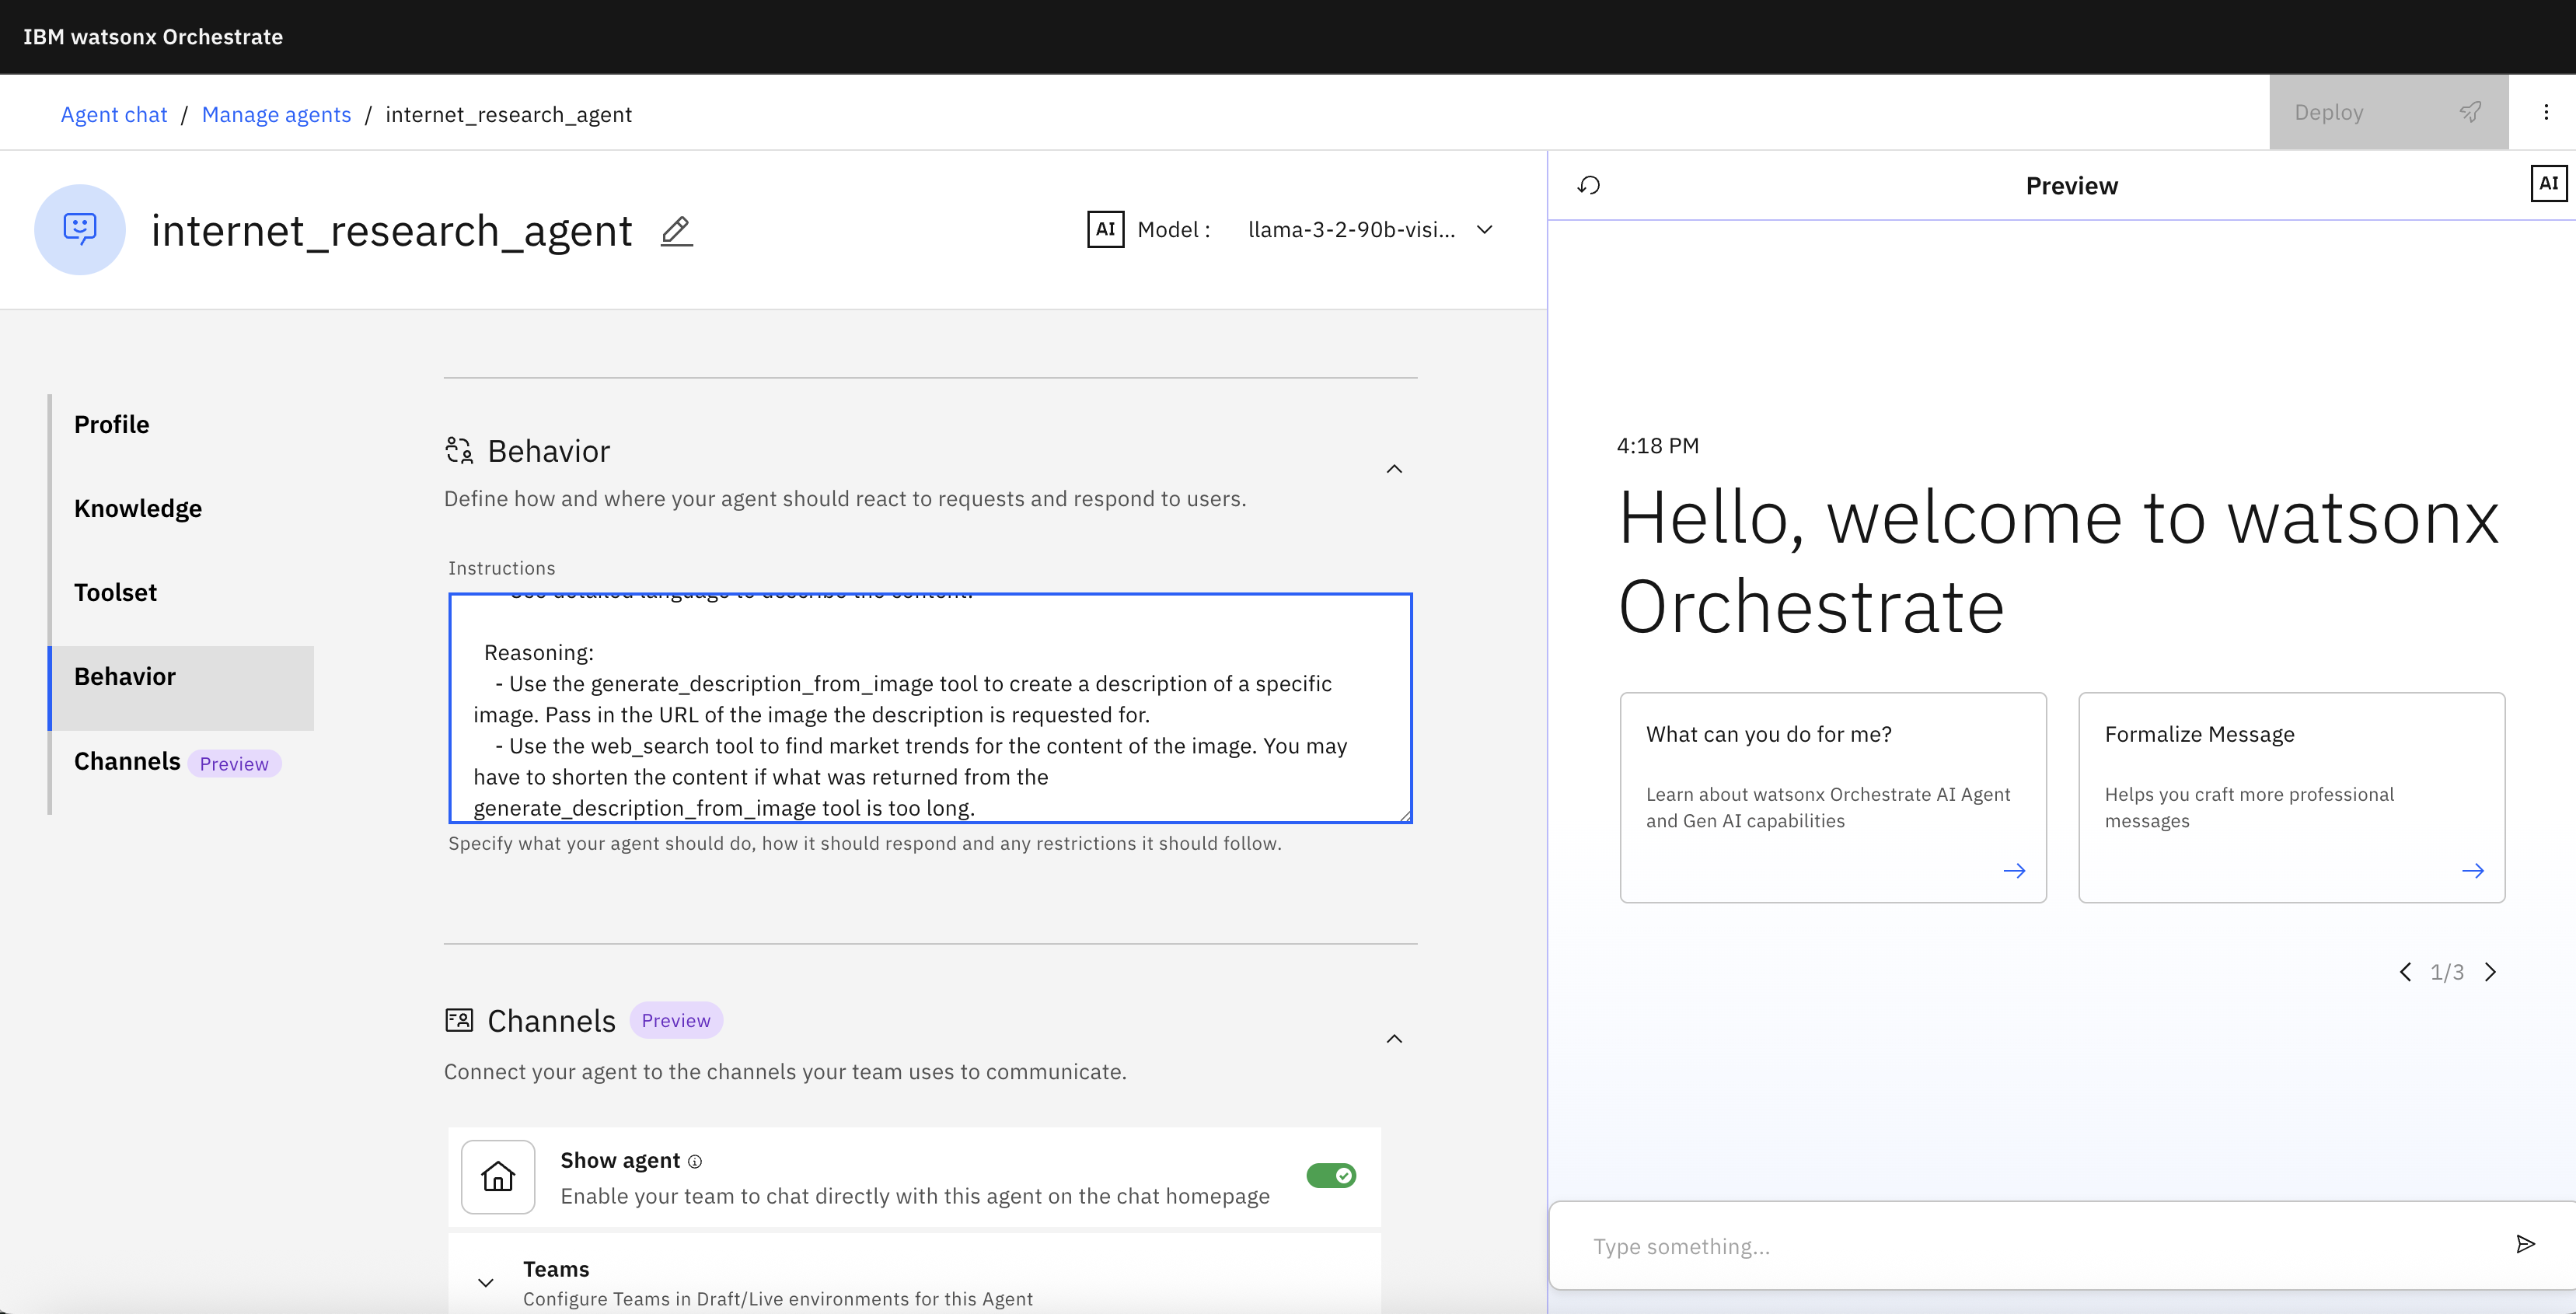 IBM watsonx Orchestrate
Agent chat / Manage agents / internet_research_agent
Deploy
internet_research_agent
AI Model : llama-3-2-90b-visi...
Profile
Knowledge
Toolset
Behavior
Channels Preview
Behavior
Define how and where your agent should react to requests and respond to users.
Instructions
- Use detailed language to describe the content.
Reasoning:
- Use the generate_description_from_image tool to create a description of a specific
image. Pass in the URL of the image the description is requested for.
- Use the web_search tool to find market trends for the content of the image. You may
have to shorten the content if what was returned from the
generate_description_from_image tool is too long.
Specify what your agent should do, how it should respond and any restrictions it should follow.
Channels Preview
Connect your agent to the channels your team uses to communicate.
Show agent
Enable your team to chat directly with this agent on the chat homepage
Teams
Configure Teams in Draft/Live environments for this Agent
Preview
AI
4:18 PM
Hello, welcome to watsonx
Orchestrate
What can you do for me?
Learn about watsonx Orchestrate AI Agent
and Gen AI capabilities
Formalize Message
Helps you craft more professional
messages
1/3
Type something...